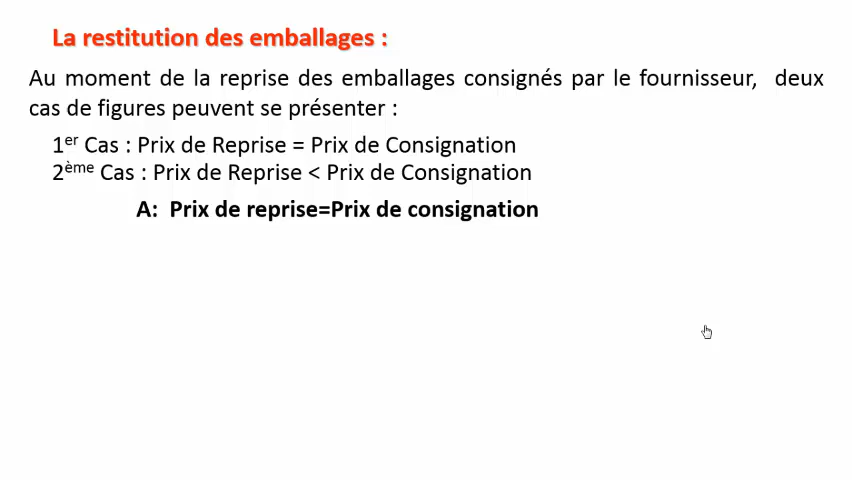 La restitution des emballages :
Au moment de la reprise des emballages consignés par le fournisseur, deux
cas de figures peuvent se présenter :
1er Cas : Prix de Reprise = Prix de Consignation
2ème Cas : Prix de Reprise < Prix de Consignation
A: Prix de reprise=Prix de consignation